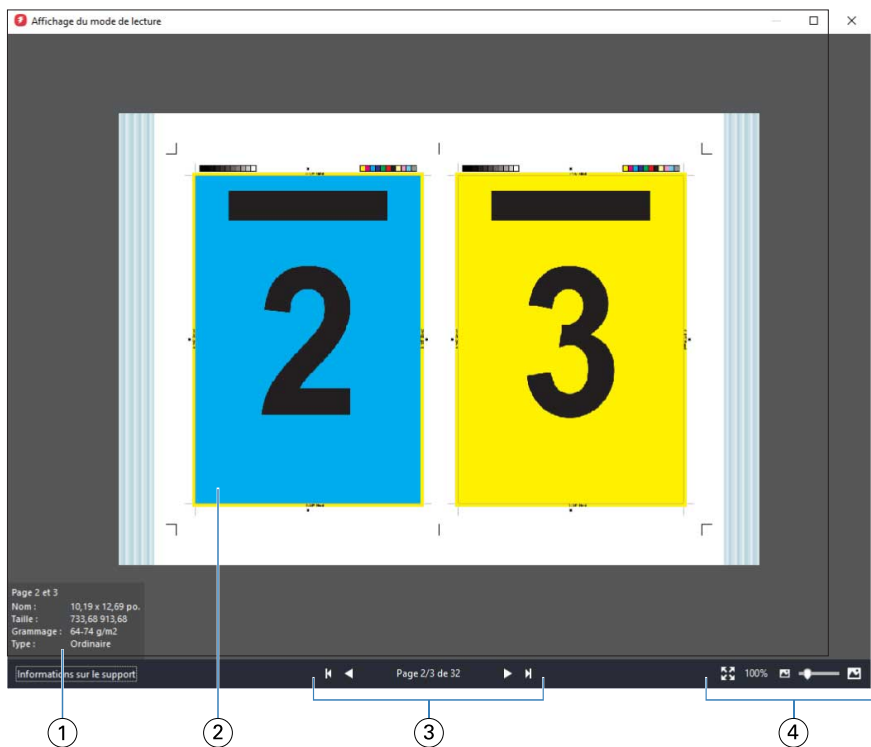 Affichage du mode de lecture
2
3
Page 2 et 3
Nom : 10,19 x 12,69 po.
Taille : 733,68 913,68
Grammage : 64-74 g/m2
Type : Ordinaire
Informations sur le support
Page 2/3 de 32
100%
1
2
3
4